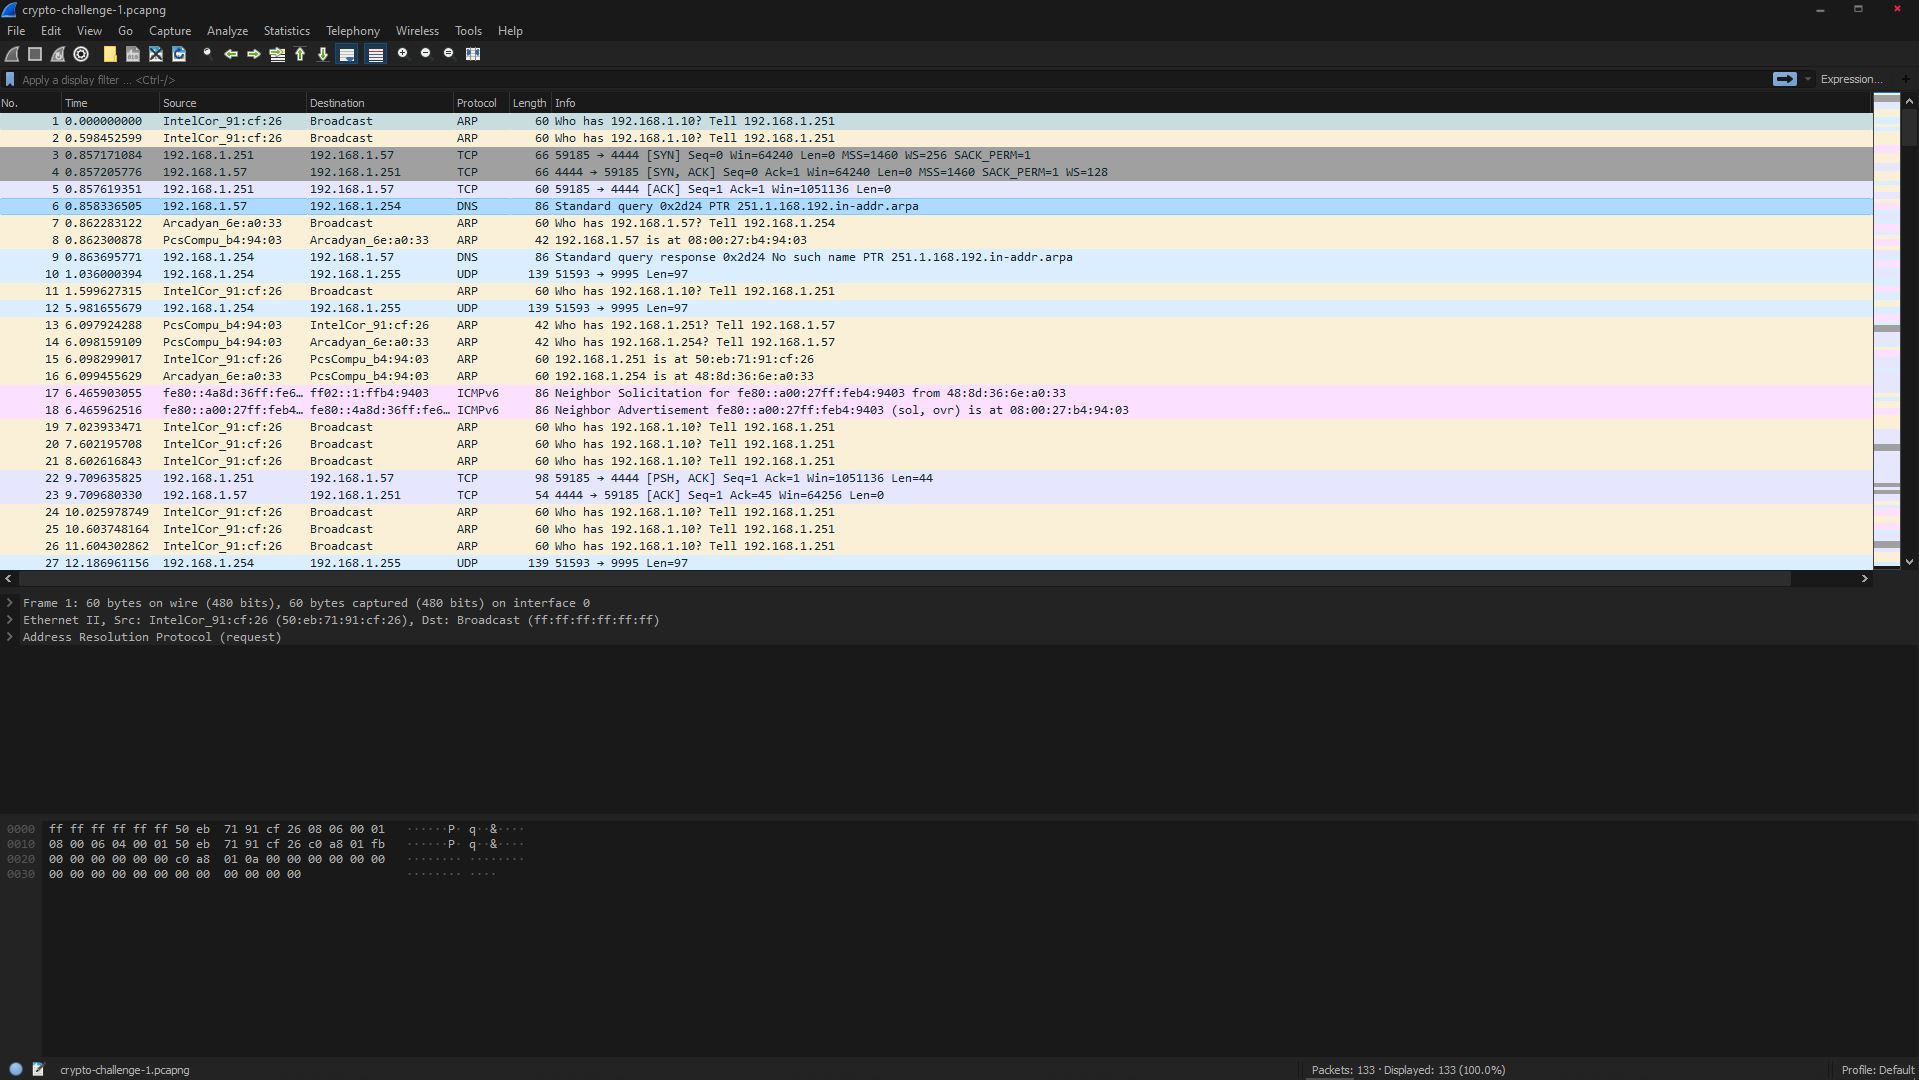 crypto-challenge-1.pcapng
File Edit View Go Capture Analyze Statistics Telephony Wireless Tools Help
Apply a display filter ... <Ctrl-/> Expression... +
No. Time Source Destination Protocol Length Info
1 0.000000000 IntelCor_91:cf:26 Broadcast ARP 60 Who has 192.168.1.10? Tell 192.168.1.251
2 0.598452599 IntelCor_91:cf:26 Broadcast ARP 60 Who has 192.168.1.10? Tell 192.168.1.251
3 0.857171084 192.168.1.251 192.168.1.57 TCP 66 59185 → 4444 [SYN] Seq=0 Win=64240 Len=0 MSS=1460 WS=256 SACK_PERM=1
4 0.857205776 192.168.1.57 192.168.1.251 TCP 66 4444 → 59185 [SYN, ACK] Seq=0 Ack=1 Win=64240 Len=0 MSS=1460 SACK_PERM=1 WS=128
5 0.857619351 192.168.1.251 192.168.1.57 TCP 60 59185 → 4444 [ACK] Seq=1 Ack=1 Win=1051136 Len=0
6 0.858336505 192.168.1.57 192.168.1.254 DNS 86 Standard query 0x2d24 PTR 251.1.168.192.in-addr.arpa
7 0.862283122 Arcadyan_6e:a0:33 Broadcast ARP 60 Who has 192.168.1.57? Tell 192.168.1.254
8 0.862300878 PcsCompu_b4:94:03 Arcadyan_6e:a0:33 ARP 42 192.168.1.57 is at 08:00:27:b4:94:03
9 0.863695771 192.168.1.254 192.168.1.57 DNS 86 Standard query response 0x2d24 No such name PTR 251.1.168.192.in-addr.arpa
10 1.036000394 192.168.1.254 192.168.1.255 UDP 139 51593 → 9995 Len=97
11 1.599627315 IntelCor_91:cf:26 Broadcast ARP 60 Who has 192.168.1.10? Tell 192.168.1.251
12 5.981655679 192.168.1.254 192.168.1.255 UDP 139 51593 → 9995 Len=97
13 6.097924288 PcsCompu_b4:94:03 IntelCor_91:cf:26 ARP 42 Who has 192.168.1.251? Tell 192.168.1.57
14 6.098159109 PcsCompu_b4:94:03 Arcadyan_6e:a0:33 ARP 42 Who has 192.168.1.254? Tell 192.168.1.57
15 6.098299017 IntelCor_91:cf:26 PcsCompu_b4:94:03 ARP 60 192.168.1.251 is at 50:eb:71:91:cf:26
16 6.099455629 Arcadyan_6e:a0:33 PcsCompu_b4:94:03 ARP 60 192.168.1.254 is at 48:8d:36:6e:a0:33
17 6.465903055 fe80::4a8d:36ff:fe6… ff02::1:ffb4:9403 ICMPv6 86 Neighbor Solicitation for fe80::a00:27ff:feb4:9403 from 48:8d:36:6e:a0:33
18 6.465962516 fe80::a00:27ff:feb4… fe80::4a8d:36ff:fe6… ICMPv6 86 Neighbor Advertisement fe80::a00:27ff:feb4:9403 (sol, ovr) is at 08:00:27:b4:94:03
19 7.023933471 IntelCor_91:cf:26 Broadcast ARP 60 Who has 192.168.1.10? Tell 192.168.1.251
20 7.602195708 IntelCor_91:cf:26 Broadcast ARP 60 Who has 192.168.1.10? Tell 192.168.1.251
21 8.602616843 IntelCor_91:cf:26 Broadcast ARP 60 Who has 192.168.1.10? Tell 192.168.1.251
22 9.709635825 192.168.1.251 192.168.1.57 TCP 98 59185 → 4444 [PSH, ACK] Seq=1 Ack=1 Win=1051136 Len=44
23 9.709680330 192.168.1.57 192.168.1.251 TCP 54 4444 → 59185 [ACK] Seq=1 Ack=45 Win=64256 Len=0
24 10.025978749 IntelCor_91:cf:26 Broadcast ARP 60 Who has 192.168.1.10? Tell 192.168.1.251
25 10.603748164 IntelCor_91:cf:26 Broadcast ARP 60 Who has 192.168.1.10? Tell 192.168.1.251
26 11.604302862 IntelCor_91:cf:26 Broadcast ARP 60 Who has 192.168.1.10? Tell 192.168.1.251
27 12.186961156 192.168.1.254 192.168.1.255 UDP 139 51593 → 9995 Len=97
Frame 1: 60 bytes on wire (480 bits), 60 bytes captured (480 bits) on interface 0
Ethernet II, Src: IntelCor_91:cf:26 (50:eb:71:91:cf:26), Dst: Broadcast (ff:ff:ff:ff:ff:ff)
Address Resolution Protocol (request)
0000 ff ff ff ff ff ff 50 eb 71 91 cf 26 08 06 00 01 ······P· q··&····
0010 08 00 06 04 00 01 50 eb 71 91 cf 26 c0 a8 01 fb ······P· q··&····
0020 00 00 00 00 00 00 c0 a8 01 0a 00 00 00 00 00 00 ········ ········
0030 00 00 00 00 00 00 00 00 00 00 00 00 ········ ····
crypto-challenge-1.pcapng Packets: 133 · Displayed: 133 (100.0%) Profile: Default